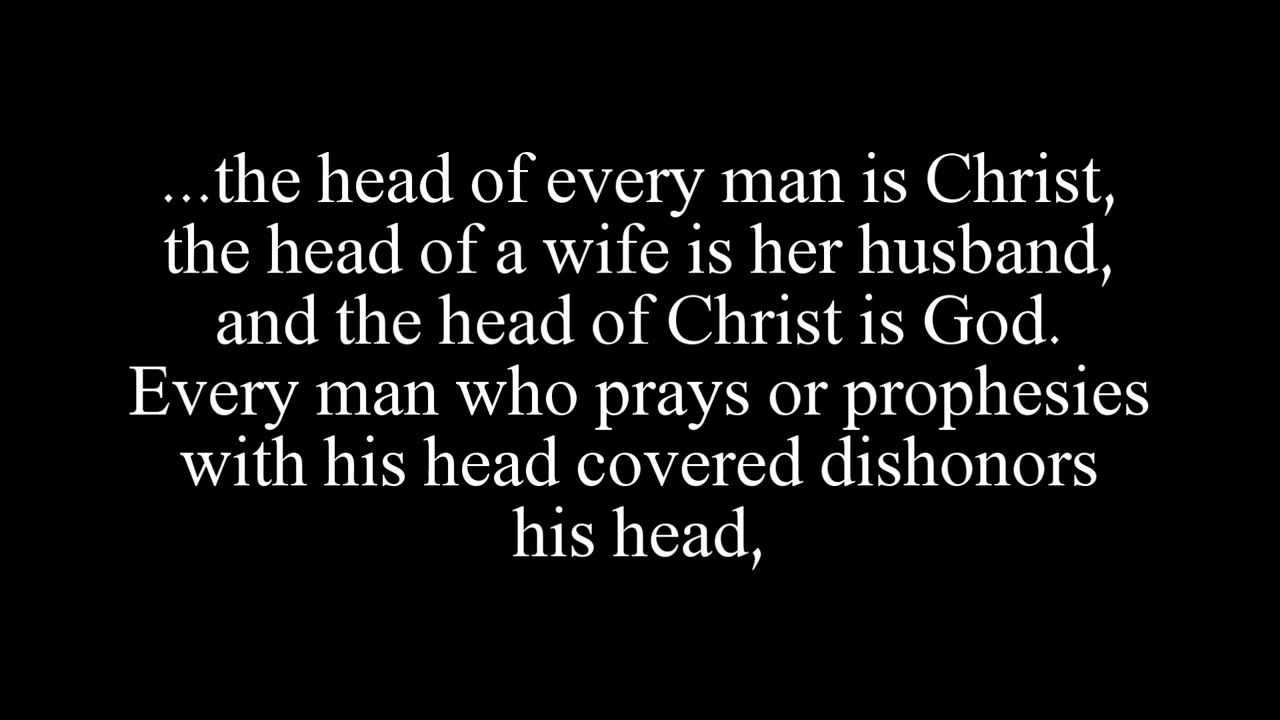 ...the head of every man is Christ,
the head of a wife is her husband,
and the head of Christ is God.
Every man who prays or prophesies
with his head covered dishonors
his head,